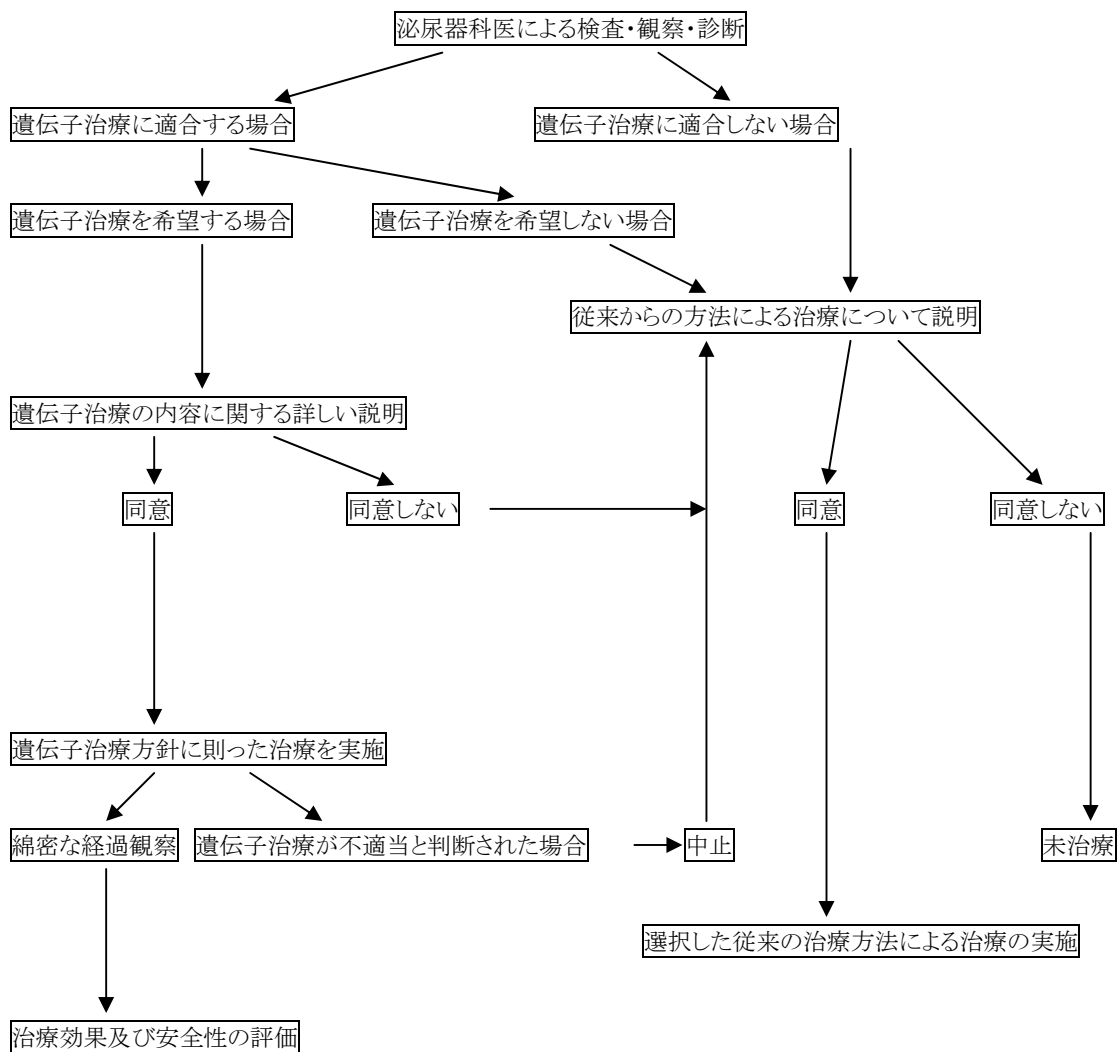 泌尿器科医による検査・観察・診断
遺伝子治療に適合する場合
遺伝子治療に適合しない場合
遺伝子治療を希望する場合
遺伝子治療を希望しない場合
従来からの方法による治療について説明
遺伝子治療の内容に関する詳しい説明
同意
同意しない
同意
同意しない
遺伝子治療方針に則った治療を実施
綿密な経過観察
遺伝子治療が不適当と判断された場合
中止
未治療
選択した従来の治療方法による治療の実施
治療効果及び安全性の評価